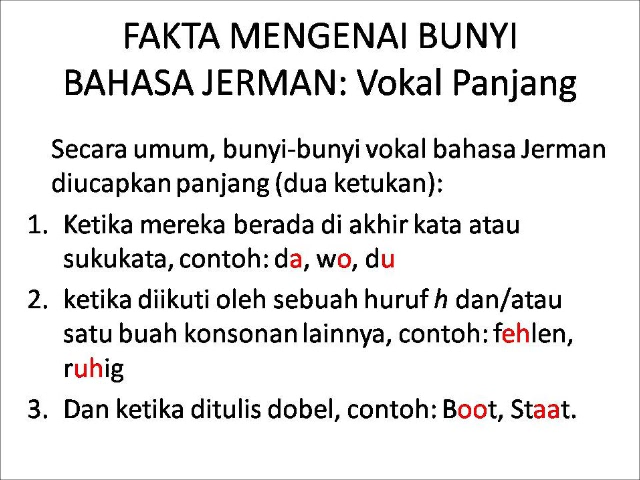 FAKTA MENGENAI BUNYI
BAHASA JERMAN: Vokal Panjang
Secara umum, bunyi-bunyi vokal bahasa Jerman
diucapkan panjang (dua ketukan):
1. Ketika mereka berada di akhir kata atau
sukukata, contoh: da, wo, du
2. ketika diikuti oleh sebuah huruf h dan/atau
satu buah konsonan lainnya, contoh: fehlen,
ruhig
3. Dan ketika ditulis dobel, contoh: Boot, Staat.